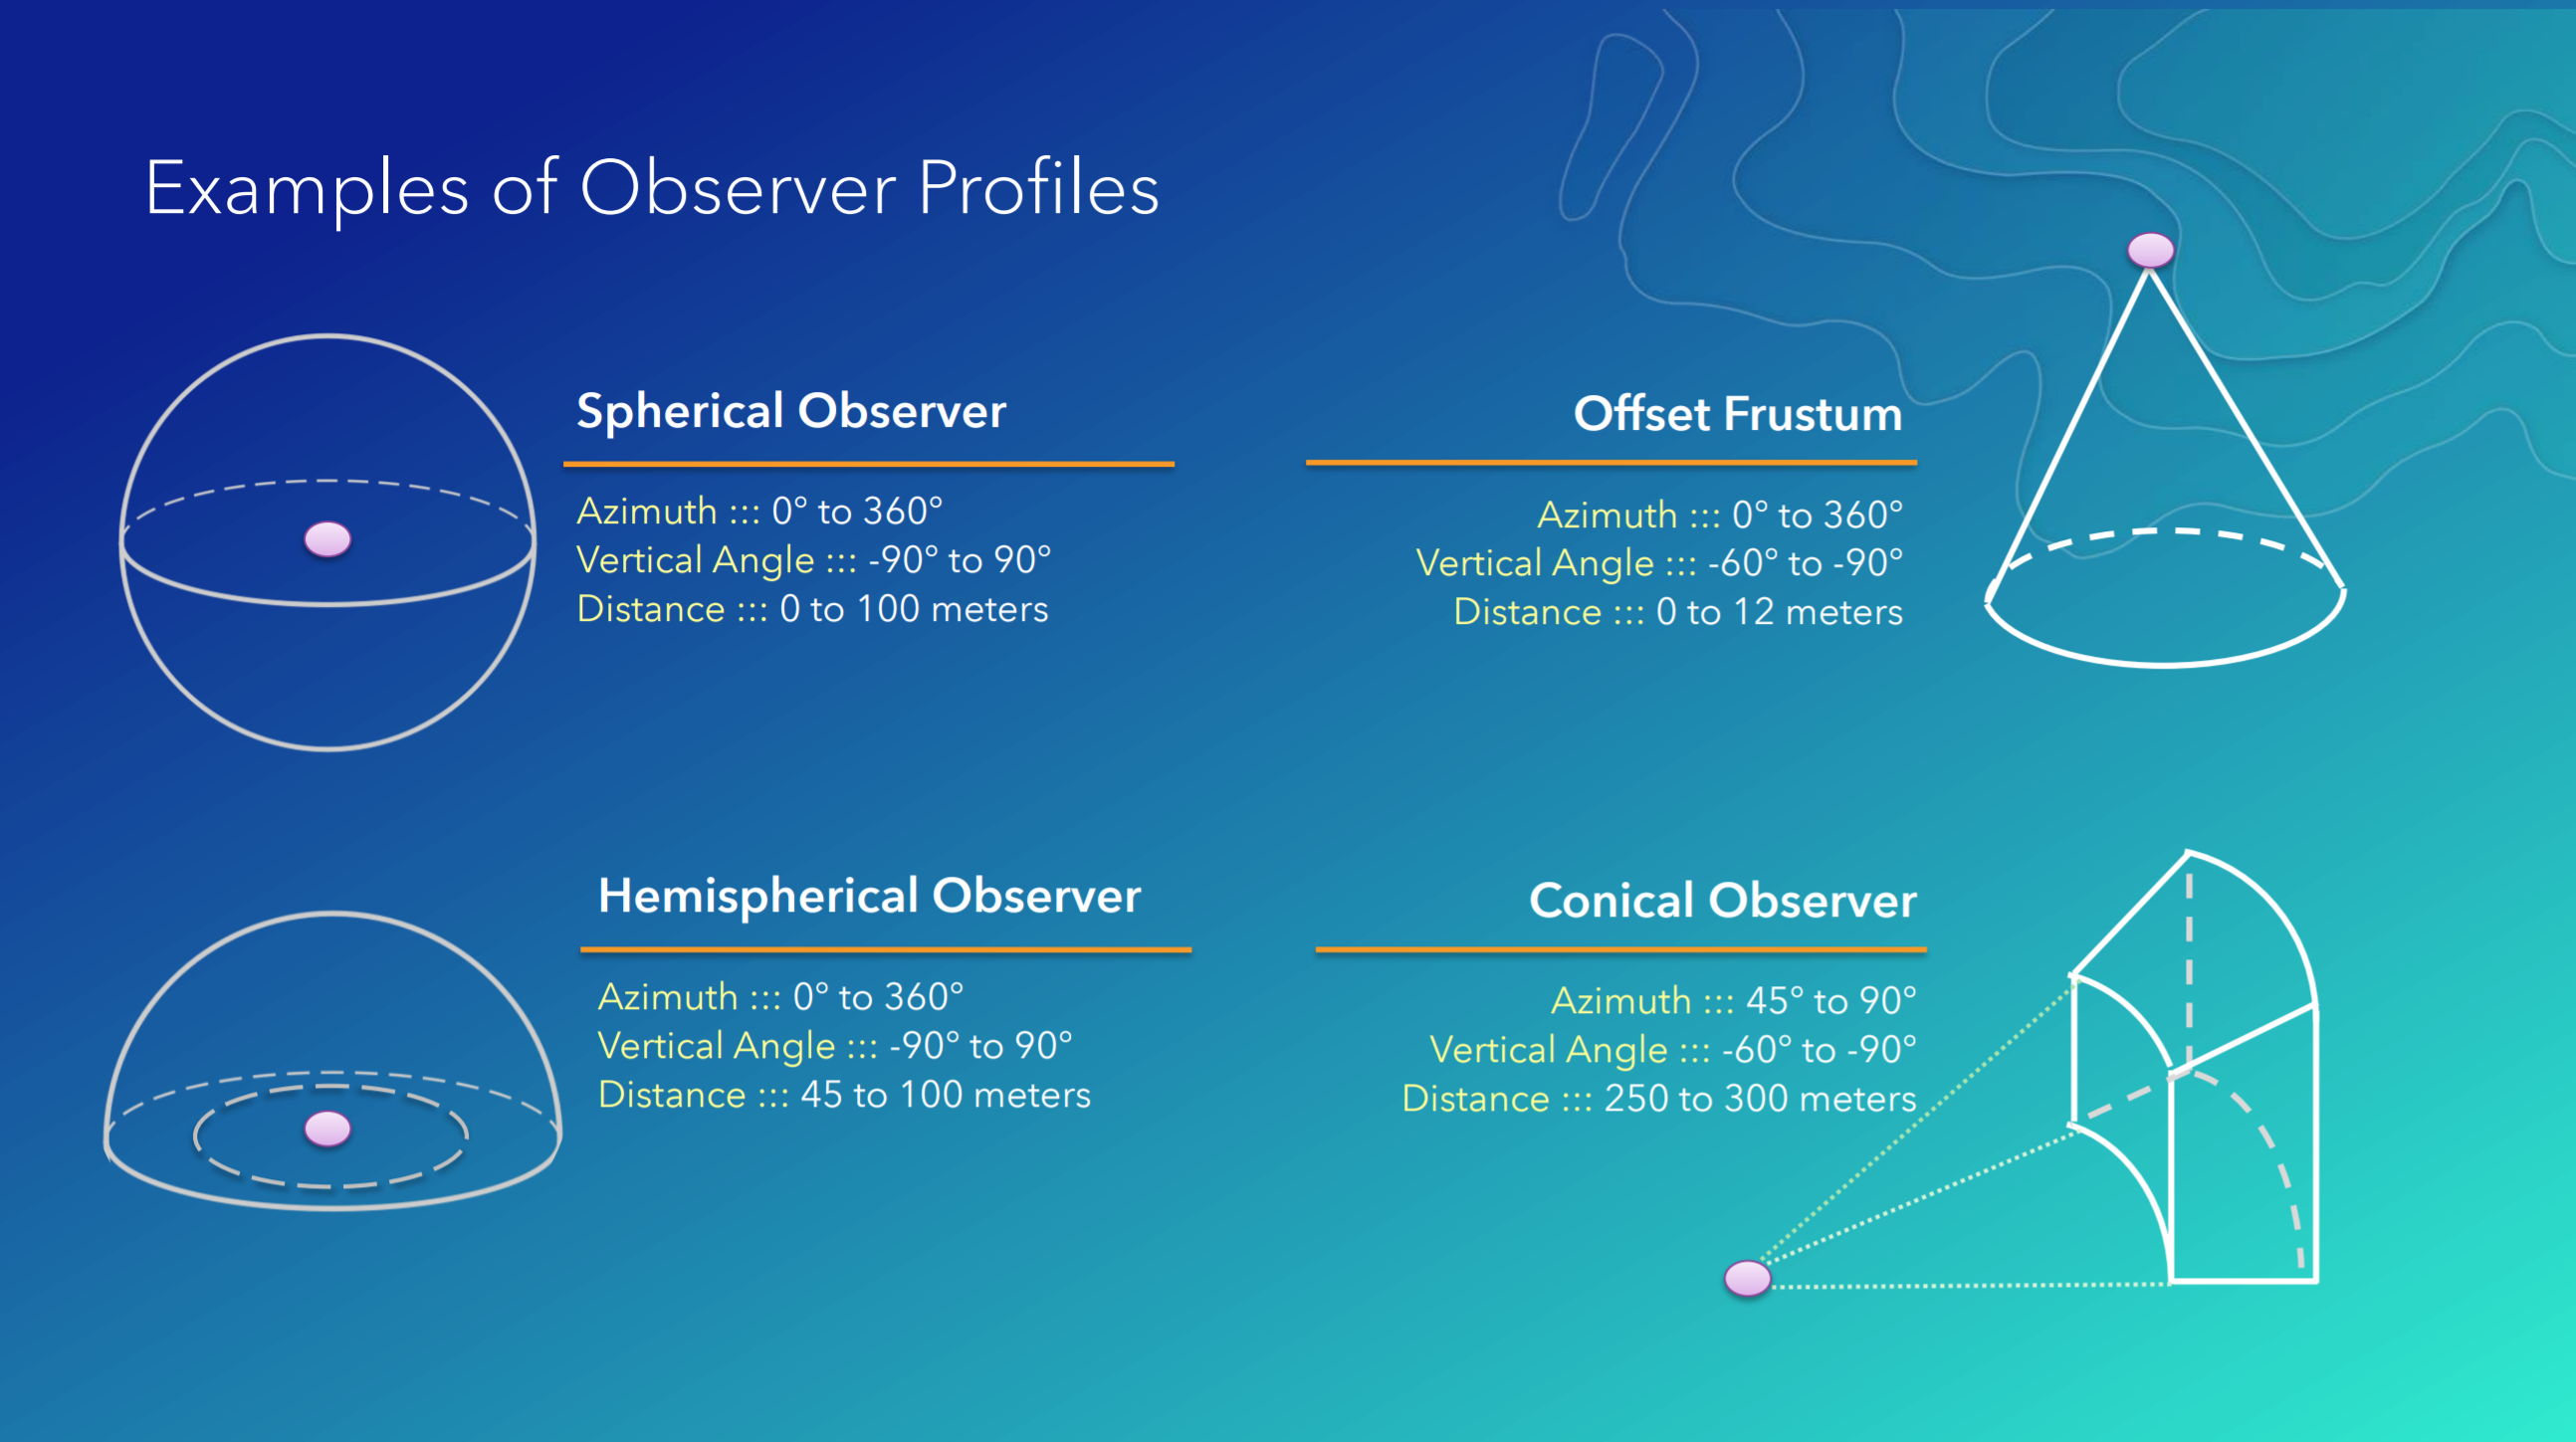 Examples of Observer Profiles
Spherical Observer
Azimuth ::: 0° to 360°
Vertical Angle ::: -90° to 90°
Distance ::: 0 to 100 meters
Offset Frustum
Azimuth ::: 0° to 360°
Vertical Angle ::: -60° to -90°
Distance ::: 0 to 12 meters
Hemispherical Observer
Azimuth ::: 0° to 360°
Vertical Angle ::: -90° to 90°
Distance ::: 45 to 100 meters
Conical Observer
Azimuth ::: 45° to 90°
Vertical Angle ::: -60° to -90°
Distance ::: 250 to 300 meters